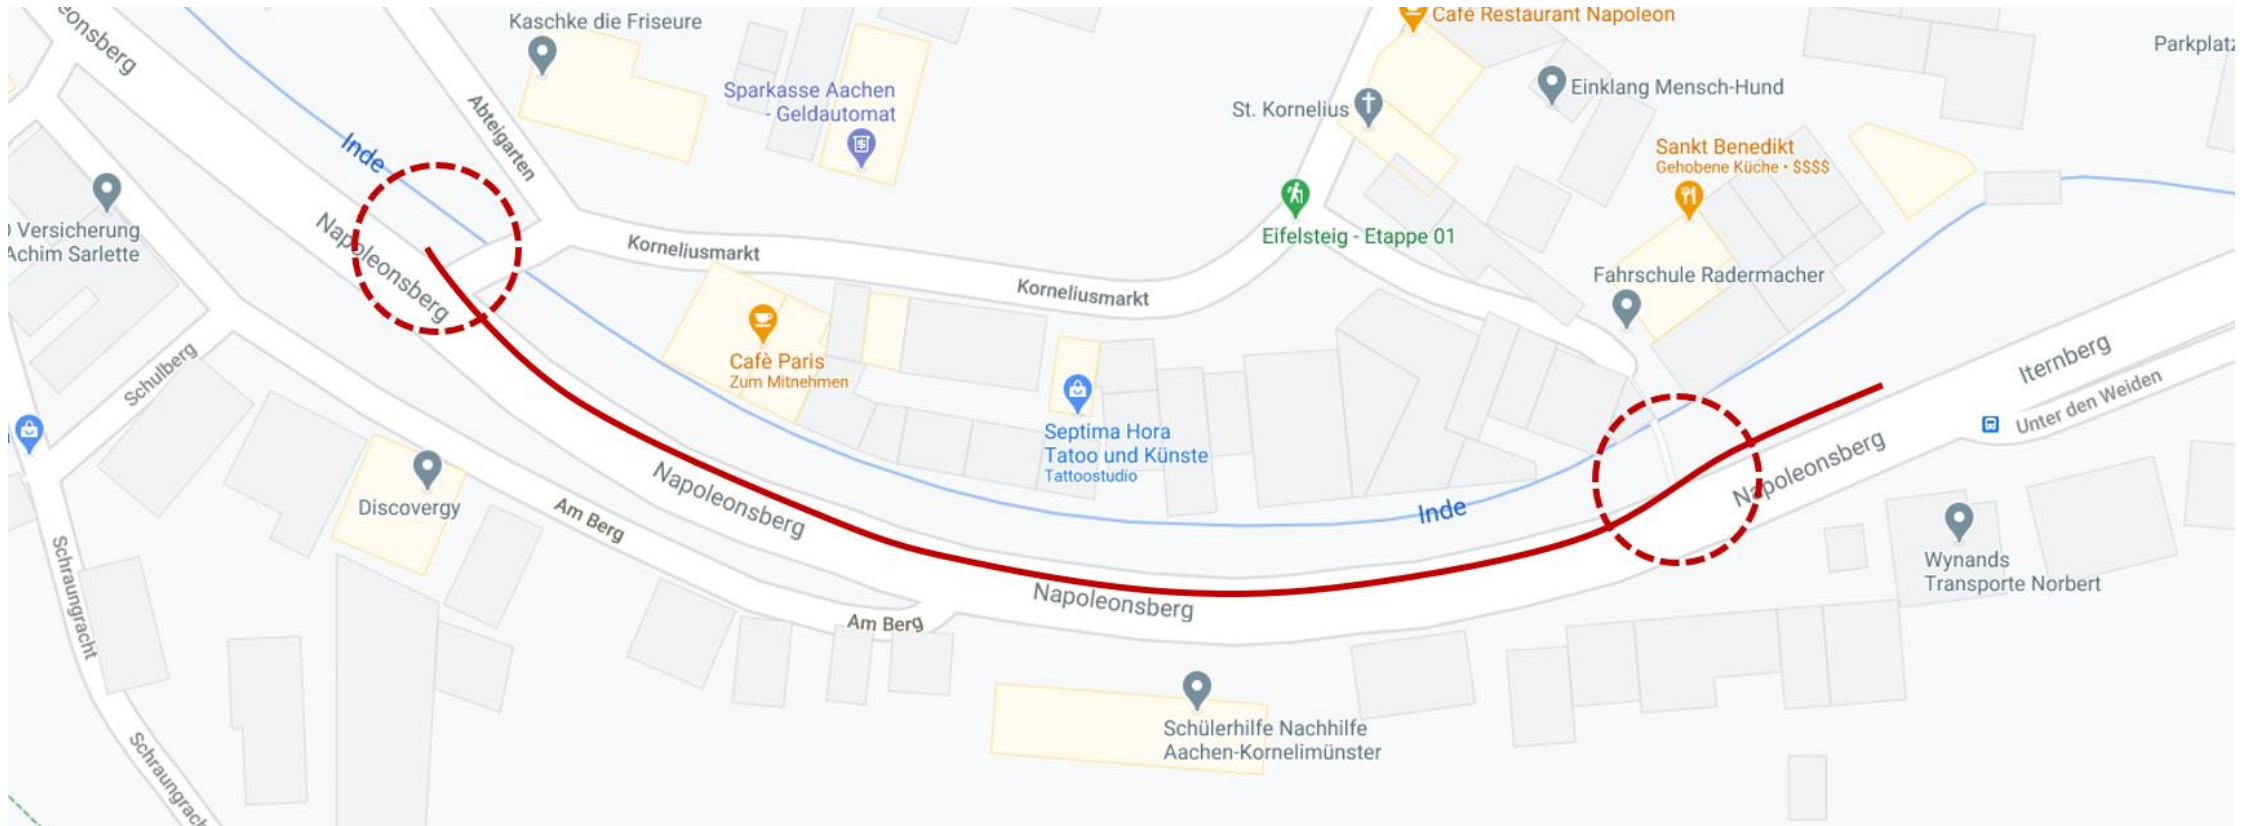 eonsberg
Kaschke die Friseure
Café Restaurant Napoleon
Parkplatz
Abteigarten
Sparkasse Aachen
- Geldautomat
Einklang Mensch-Hund
St. Kornelius
Inde
Sankt Benedikt
Gehobene Küche • $$$$
Versicherung
Achim Sarlette
Napoleonsberg
Korneliusmarkt
Eifelsteig - Etappe 01
Korneliusmarkt
Fahrschule Radermacher
Schulberg
Cafè Paris
Zum Mitnehmen
Iternberg
Unter den Weiden
Septima Hora
Tatoo und Künste
Tattoostudio
Napoleonsberg
Discovergy
Am Berg
Napoleonsberg
Inde
Wynands
Transporte Norbert
Schraungracht
Napoleonsberg
Am Berg
Schülerhilfe Nachhilfe
Aachen-Kornelimünster
Schraungrach